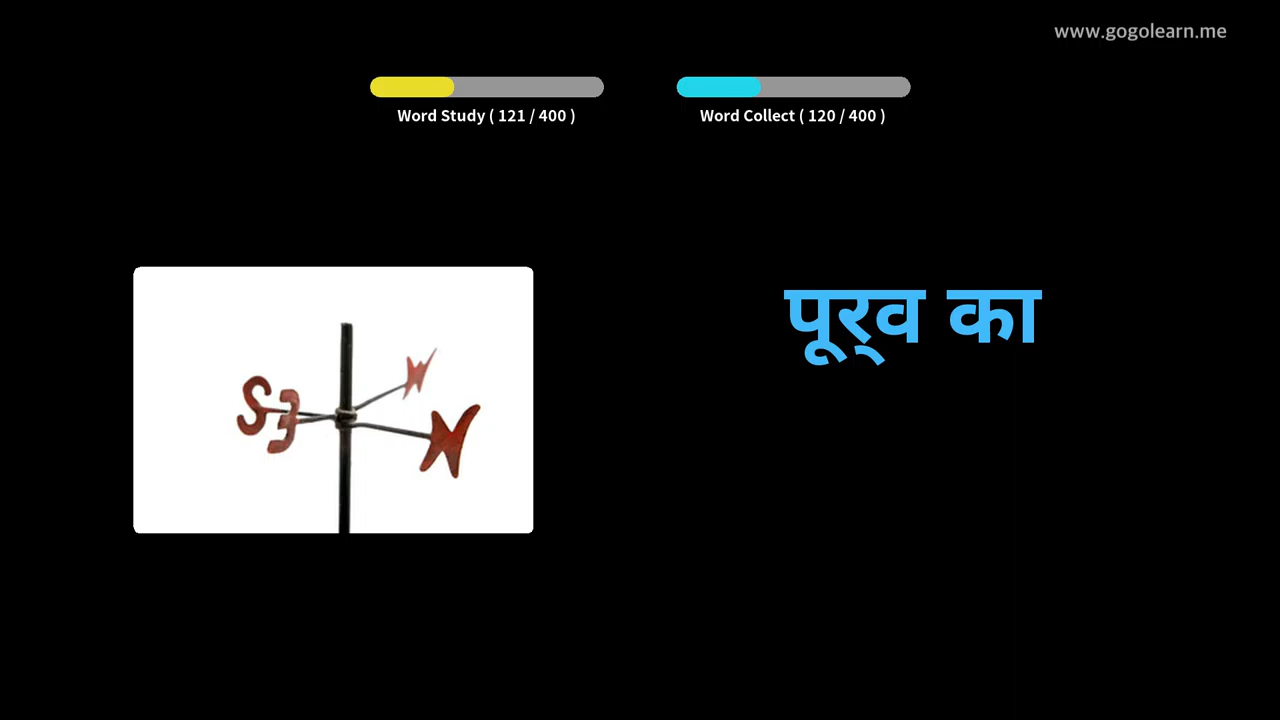 www.gogolearn.me
Word Study ( 121 / 400 )
Word Collect ( 120 / 400 )
पूर्‌व का
S E N W